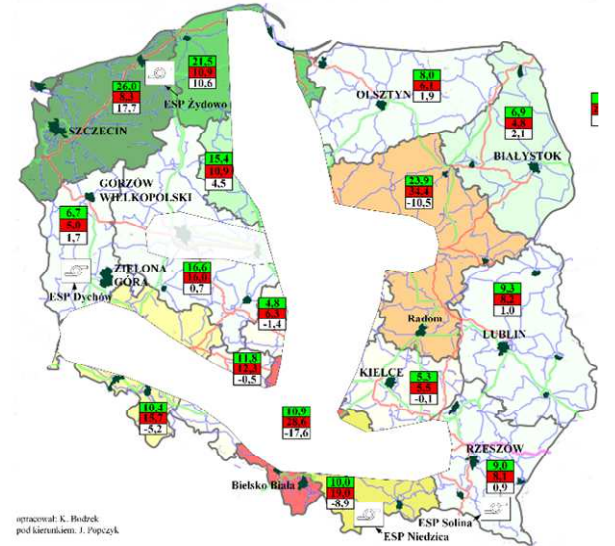 21,5
10,9
10,6
26,0
8,3
17,7
ESP Żydowo
SZCZECIN
8,0
6,1
1,9
OLSZTYN
6,9
4,8
2,1
BIAŁYSTOK
15,4
10,9
4,5
GORZÓW
WIELKOPOLSKI
23,9
34,4
-10,5
6,7
5,0
1,7
ZIELONA
GÓRA
ESP Dychów
16,6
16,0
0,7
4,8
6,3
-1,4
9,3
8,2
1,0
Radom
LUBLIN
11,8
12,3
-0,5
KIELCE
5,3
5,5
-0,1
10,4
15,7
-5,2
10,9
28,6
-17,6
RZESZÓW
9,0
8,1
0,9
Bielsko Biała
10,0
19,0
-8,9
ESP Solina
ESP Niedzica
opracował: K. Bodzek
pod kierunkiem. J. Popczyk